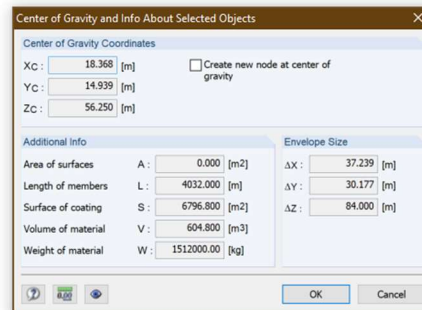 Center of Gravity and Info About Selected Objects
Center of Gravity Coordinates
XC : 18.368 [m]
Create new node at center of
gravity
YC : 14.939 [m]
ZC : 56.250 [m]
Additional Info
Area of surfaces A : 0.000 [m2]
Length of members L : 4032.000 [m]
Surface of coating S : 6796.800 [m2]
Volume of material V : 604.800 [m3]
Weight of material W : 1512000.00 [kg]
Envelope Size
ΔX : 37.239 [m]
ΔY : 30.177 [m]
ΔZ : 84.000 [m]
0,00
OK
Cancel